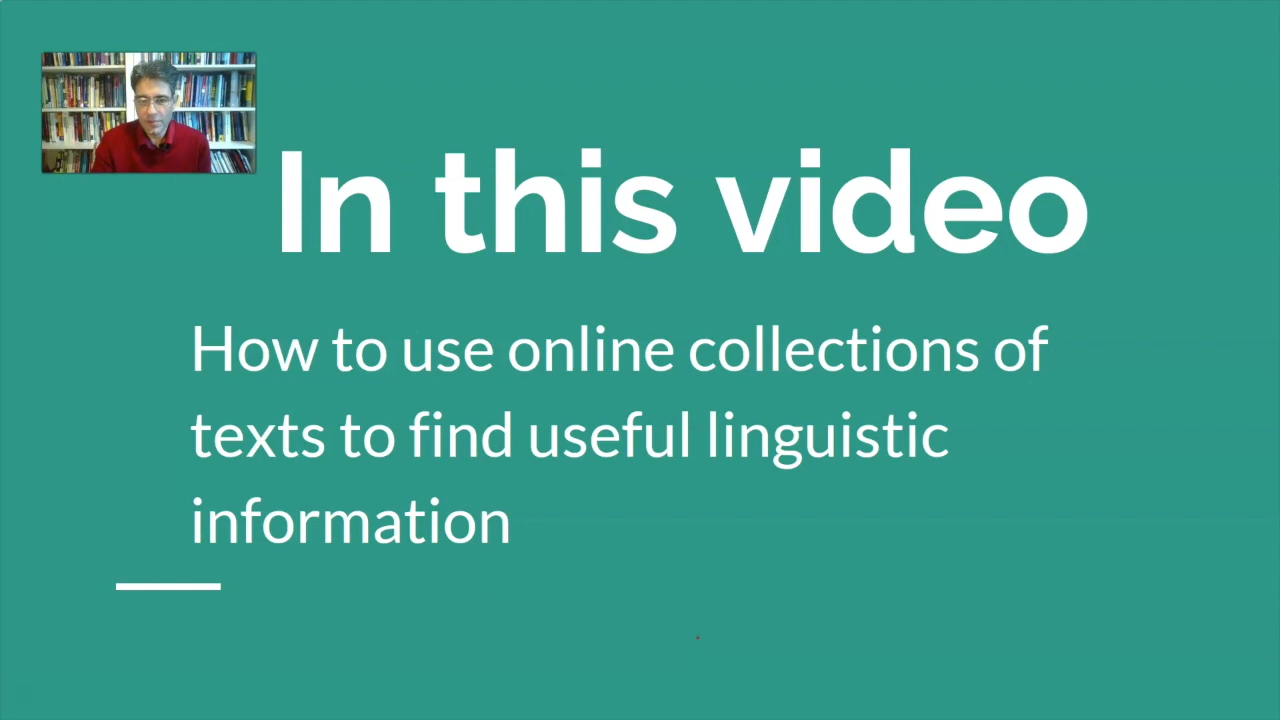 In this video
How to use online collections of
texts to find useful linguistic
information